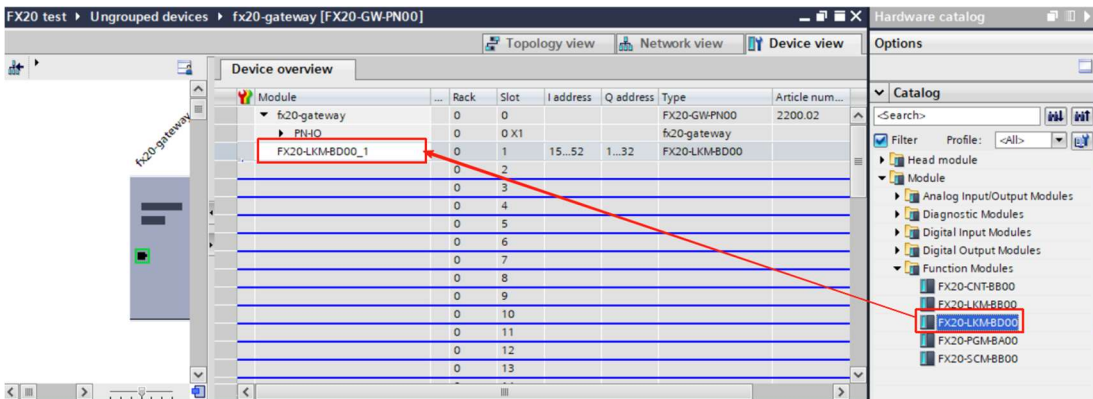 FX20 test ▸ Ungrouped devices ▸ fx20-gateway [FX20-GW-PN00]
Topology view Network view Device view
Device overview
Module ... Rack Slot I address Q address Type Article num...
fx20-gateway 0 0 FX20-GW-PN00 2200.02
PN-IO 0 0 X1 fx20-gateway
FX20-LKM-BD00_1 0 1 15...52 1...32 FX20-LKM-BD00
0 2
0 3
0 4
0 5
0 6
0 7
0 8
0 9
0 10
0 11
0 12
0 13
fx20-gateway
Hardware catalog
Options
Catalog
<Search>
Filter Profile: <All>
Head module
Module
Analog Input/Output Modules
Diagnostic Modules
Digital Input Modules
Digital Output Modules
Function Modules
FX20-CNT-BB00
FX20-LKM-BB00
FX20-LKM-BD00
FX20-PGM-BA00
FX20-SCM-BB00